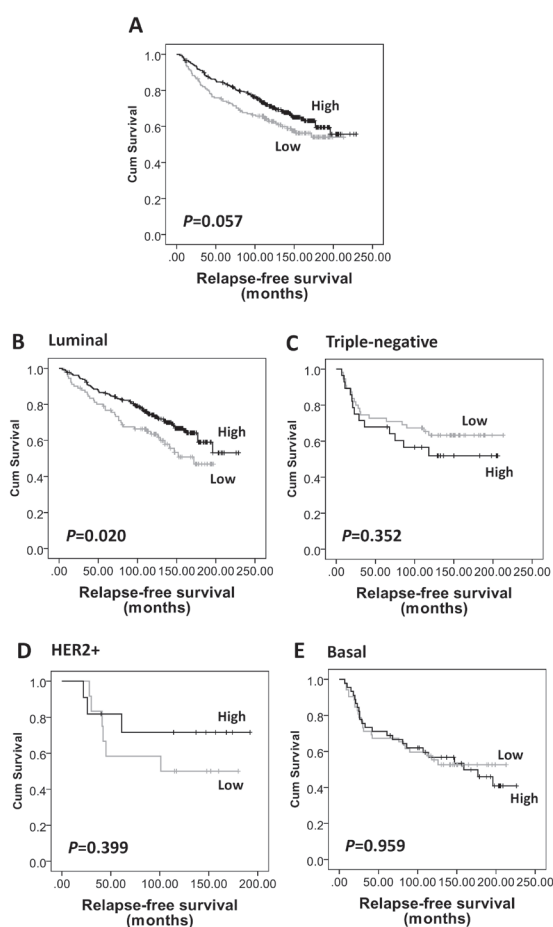 A
Cum Survival
1.0
0.8
0.6
0.4
0.2
0.0
High
Low
P=0.057
.00 50.00 100.00 150.00 200.00 250.00
Relapse-free survival
(months)
B Luminal
Cum Survival
1.0
0.8
0.6
0.4
0.2
0.0
High
Low
P=0.020
.00 50.00 100.00 150.00 200.00 250.00
Relapse-free survival
(months)
C Triple-negative
Cum Survival
1.0
0.8
0.6
0.4
0.2
0.0
Low
High
P=0.352
.00 50.00 100.00 150.00 200.00 250.00
Relapse-free survival
(months)
D HER2+
Cum Survival
1.0
0.8
0.6
0.4
0.2
0.0
High
Low
P=0.399
.00 50.00 100.00 150.00 200.00
Relapse-free survival
(months)
E Basal
Cum Survival
1.0
0.8
0.6
0.4
0.2
0.0
Low
High
P=0.959
.00 50.00 100.00 150.00 200.00 250.00
Relapse-free survival
(months)